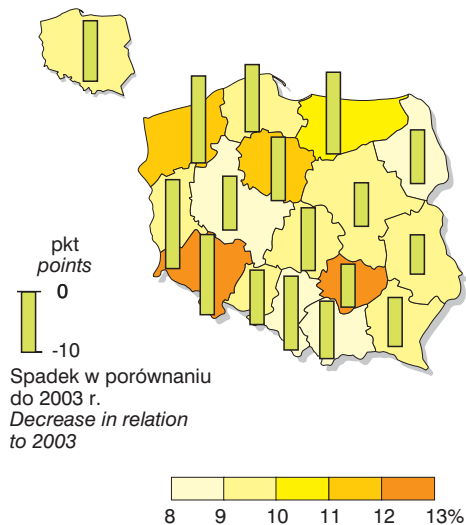 pkt
points
0
-10
Spadek w porównaniu
do 2003 r.
Decrease in relation
to 2003
8 9 10 11 12 13%